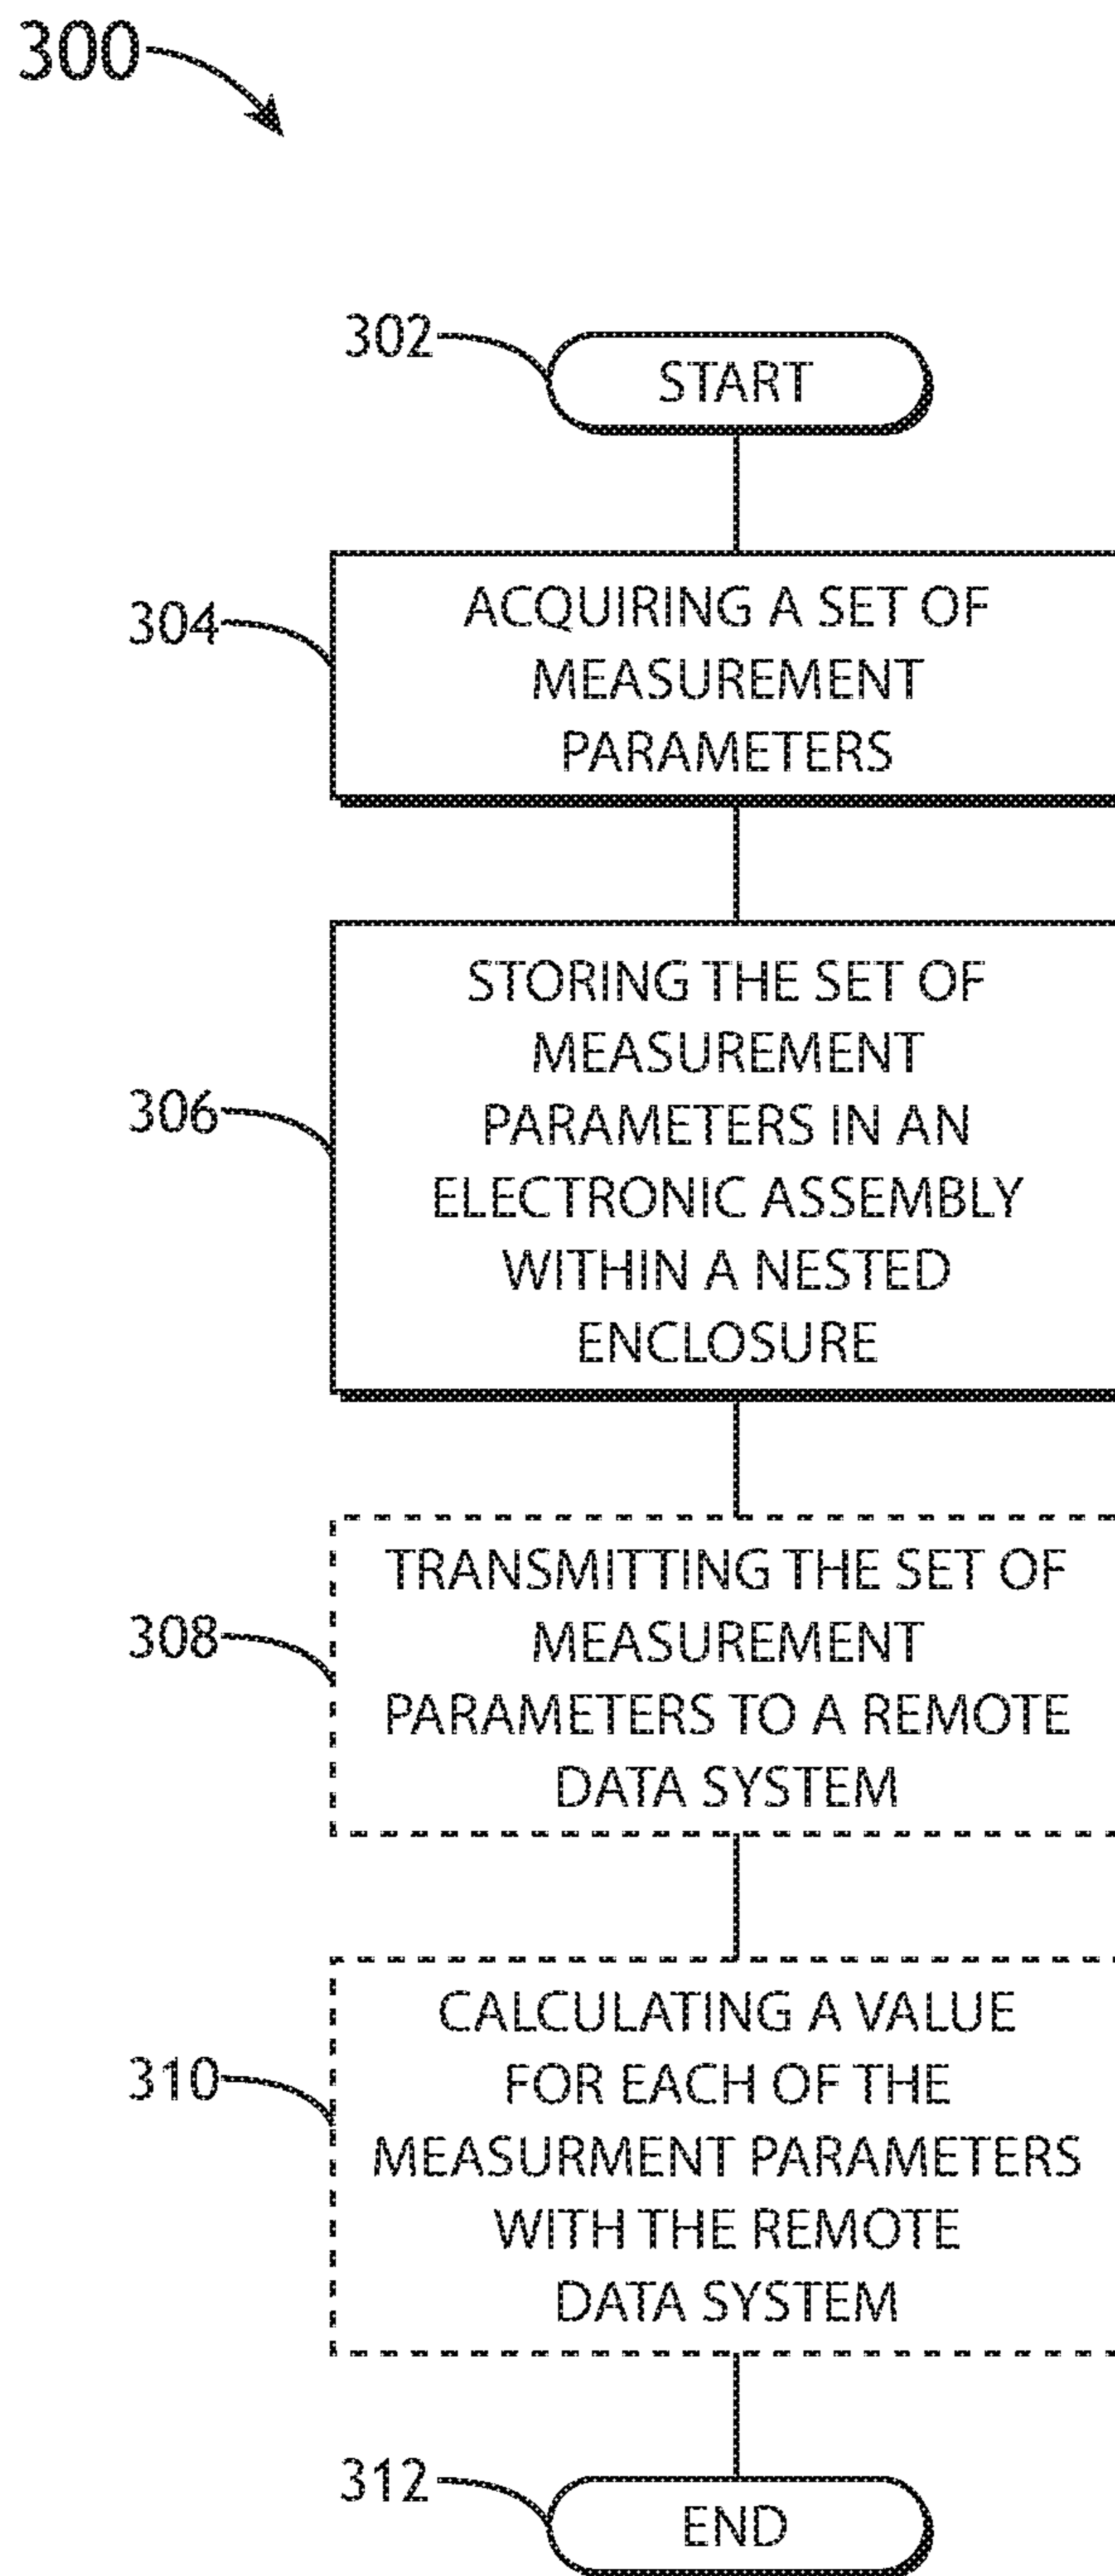 300
302
START
304
ACQUIRING A SET OF
MEASUREMENT
PARAMETERS
306
STORING THE SET OF
MEASUREMENT
PARAMETERS IN AN
ELECTRONIC ASSEMBLY
WITHIN A NESTED
ENCLOSURE
308
TRANSMITTING THE SET OF
MEASUREMENT
PARAMETERS TO A REMOTE
DATA SYSTEM
310
CALCULATING A VALUE
FOR EACH OF THE
MEASURMENT PARAMETERS
WITH THE REMOTE
DATA SYSTEM
312
END